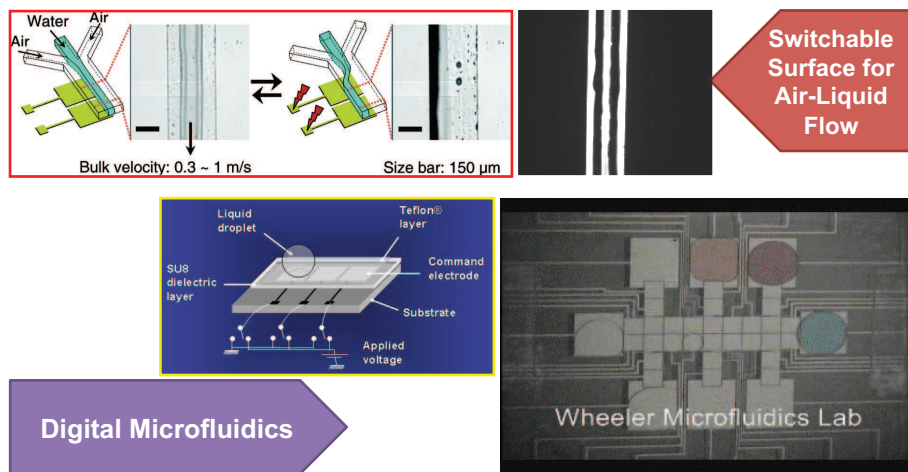 Water
Air
Air
Bulk velocity: 0.3 ~ 1 m/s
Size bar: 150 μm
Switchable
Surface for
Air-Liquid
Flow
Liquid
droplet
Teflon®
layer
SU8
dielectric
layer
Command
electrode
Substrate
Applied
voltage
Digital Microfluidics
Wheeler Microfluidics Lab